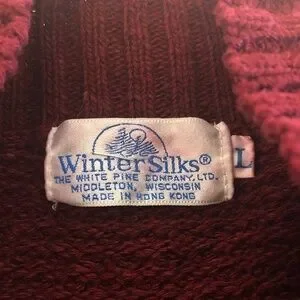 WinterSilks®
THE WHITE PINE COMPANY, LTD.
MIDDLETON, WISCONSIN
MADE IN HONG KONG
L